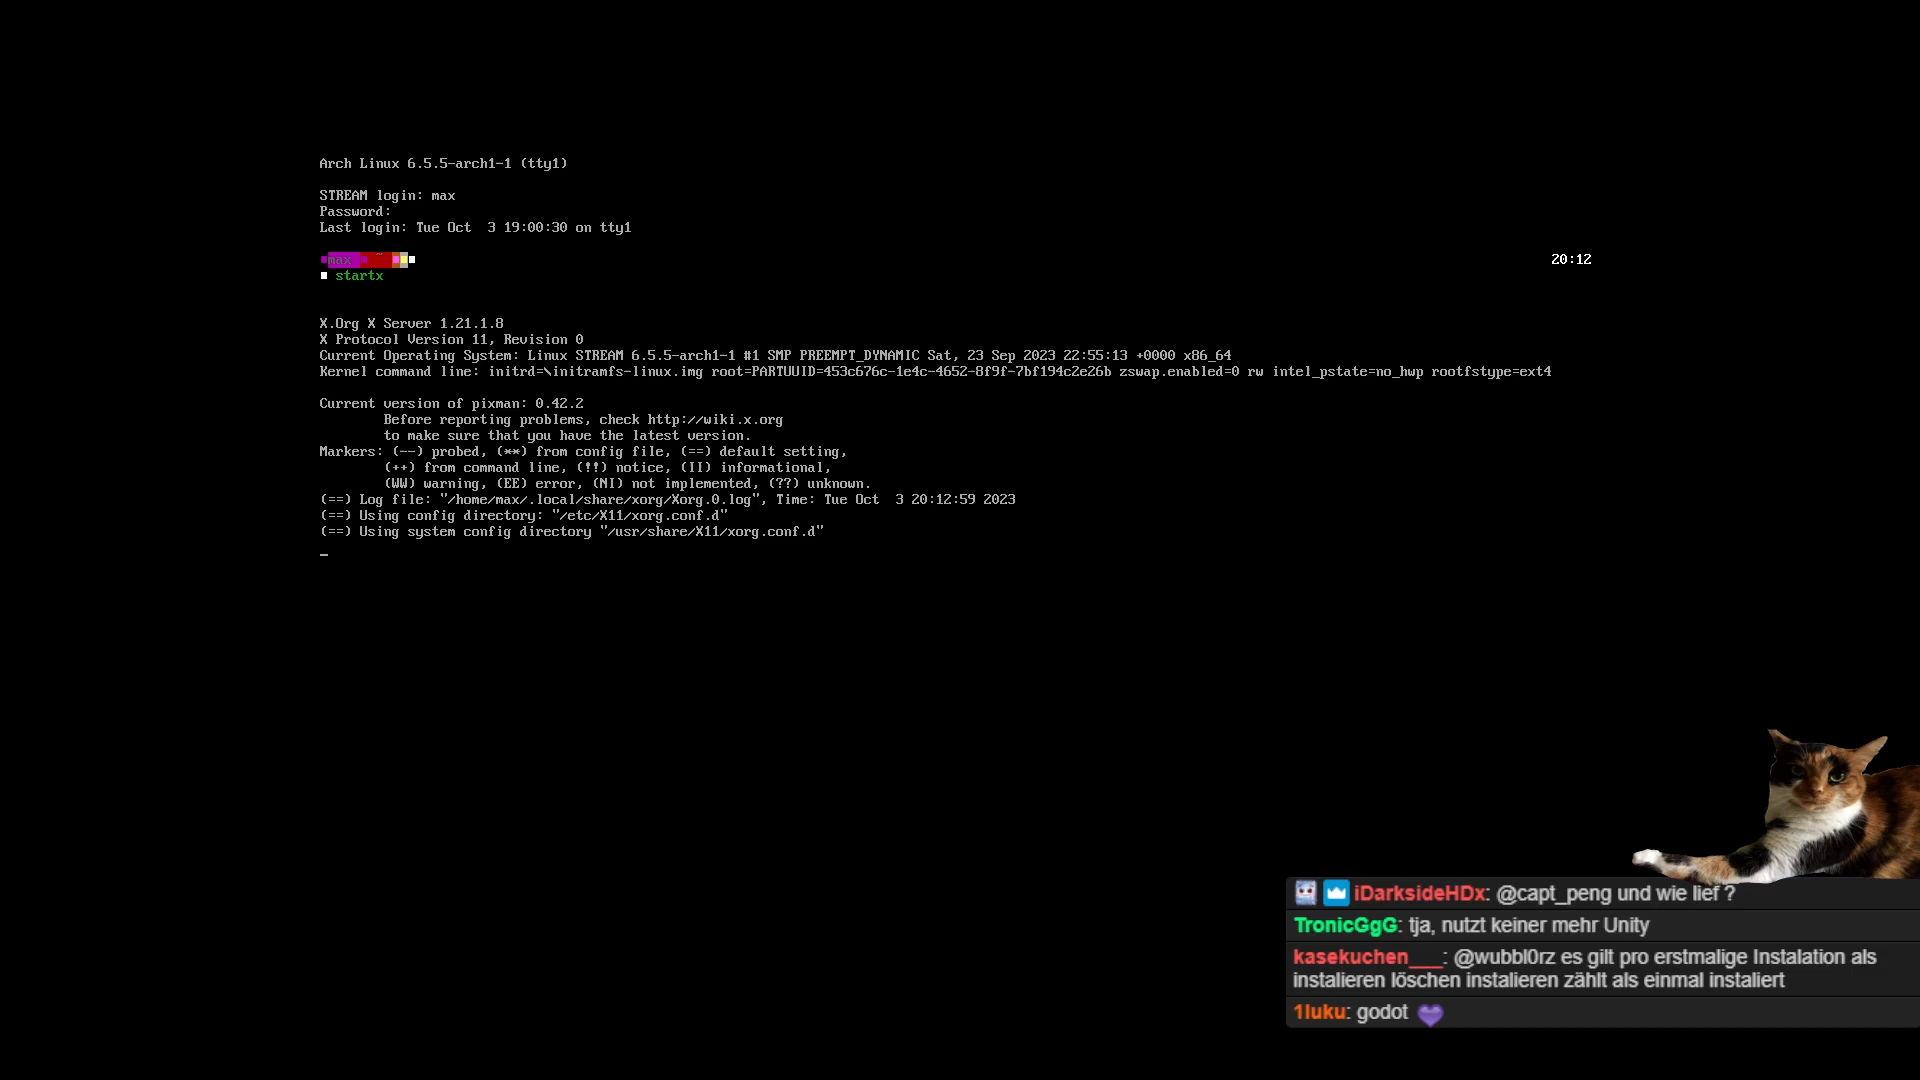 Arch Linux 6.5.5-arch1-1 (tty1)
STREAM login: max
Password:
Last login: Tue Oct  3 19:00:30 on tty1
max ~
20:12
startx
X.Org X Server 1.21.1.8
X Protocol Version 11, Revision 0
Current Operating System: Linux STREAM 6.5.5-arch1-1 #1 SMP PREEMPT_DYNAMIC Sat, 23 Sep 2023 22:55:13 +0000 x86_64
Kernel command line: initrd=\initramfs-linux.img root=PARTUUID=453c676c-1e4c-4652-8f9f-7bf194c2e26b zswap.enabled=0 rw intel_pstate=no_hwp rootfstype=ext4
Current version of pixman: 0.42.2
Before reporting problems, check http://wiki.x.org
to make sure that you have the latest version.
Markers: (--) probed, (**) from config file, (==) default setting,
(++) from command line, (!!) notice, (II) informational,
(WW) warning, (EE) error, (NI) not implemented, (??) unknown.
(==) Log file: "/home/max/.local/share/xorg/Xorg.0.log", Time: Tue Oct  3 20:12:59 2023
(==) Using config directory: "/etc/X11/xorg.conf.d"
(==) Using system config directory "/usr/share/X11/xorg.conf.d"
_
iDarksideHDx: @capt_peng und wie lief ?
TronicGgG: tja, nutzt keiner mehr Unity
kasekuchen___: @wubbl0rz es gilt pro erstmalige Instalation als
instalieren löschen instalieren zählt als einmal instaliert
1luku: godot